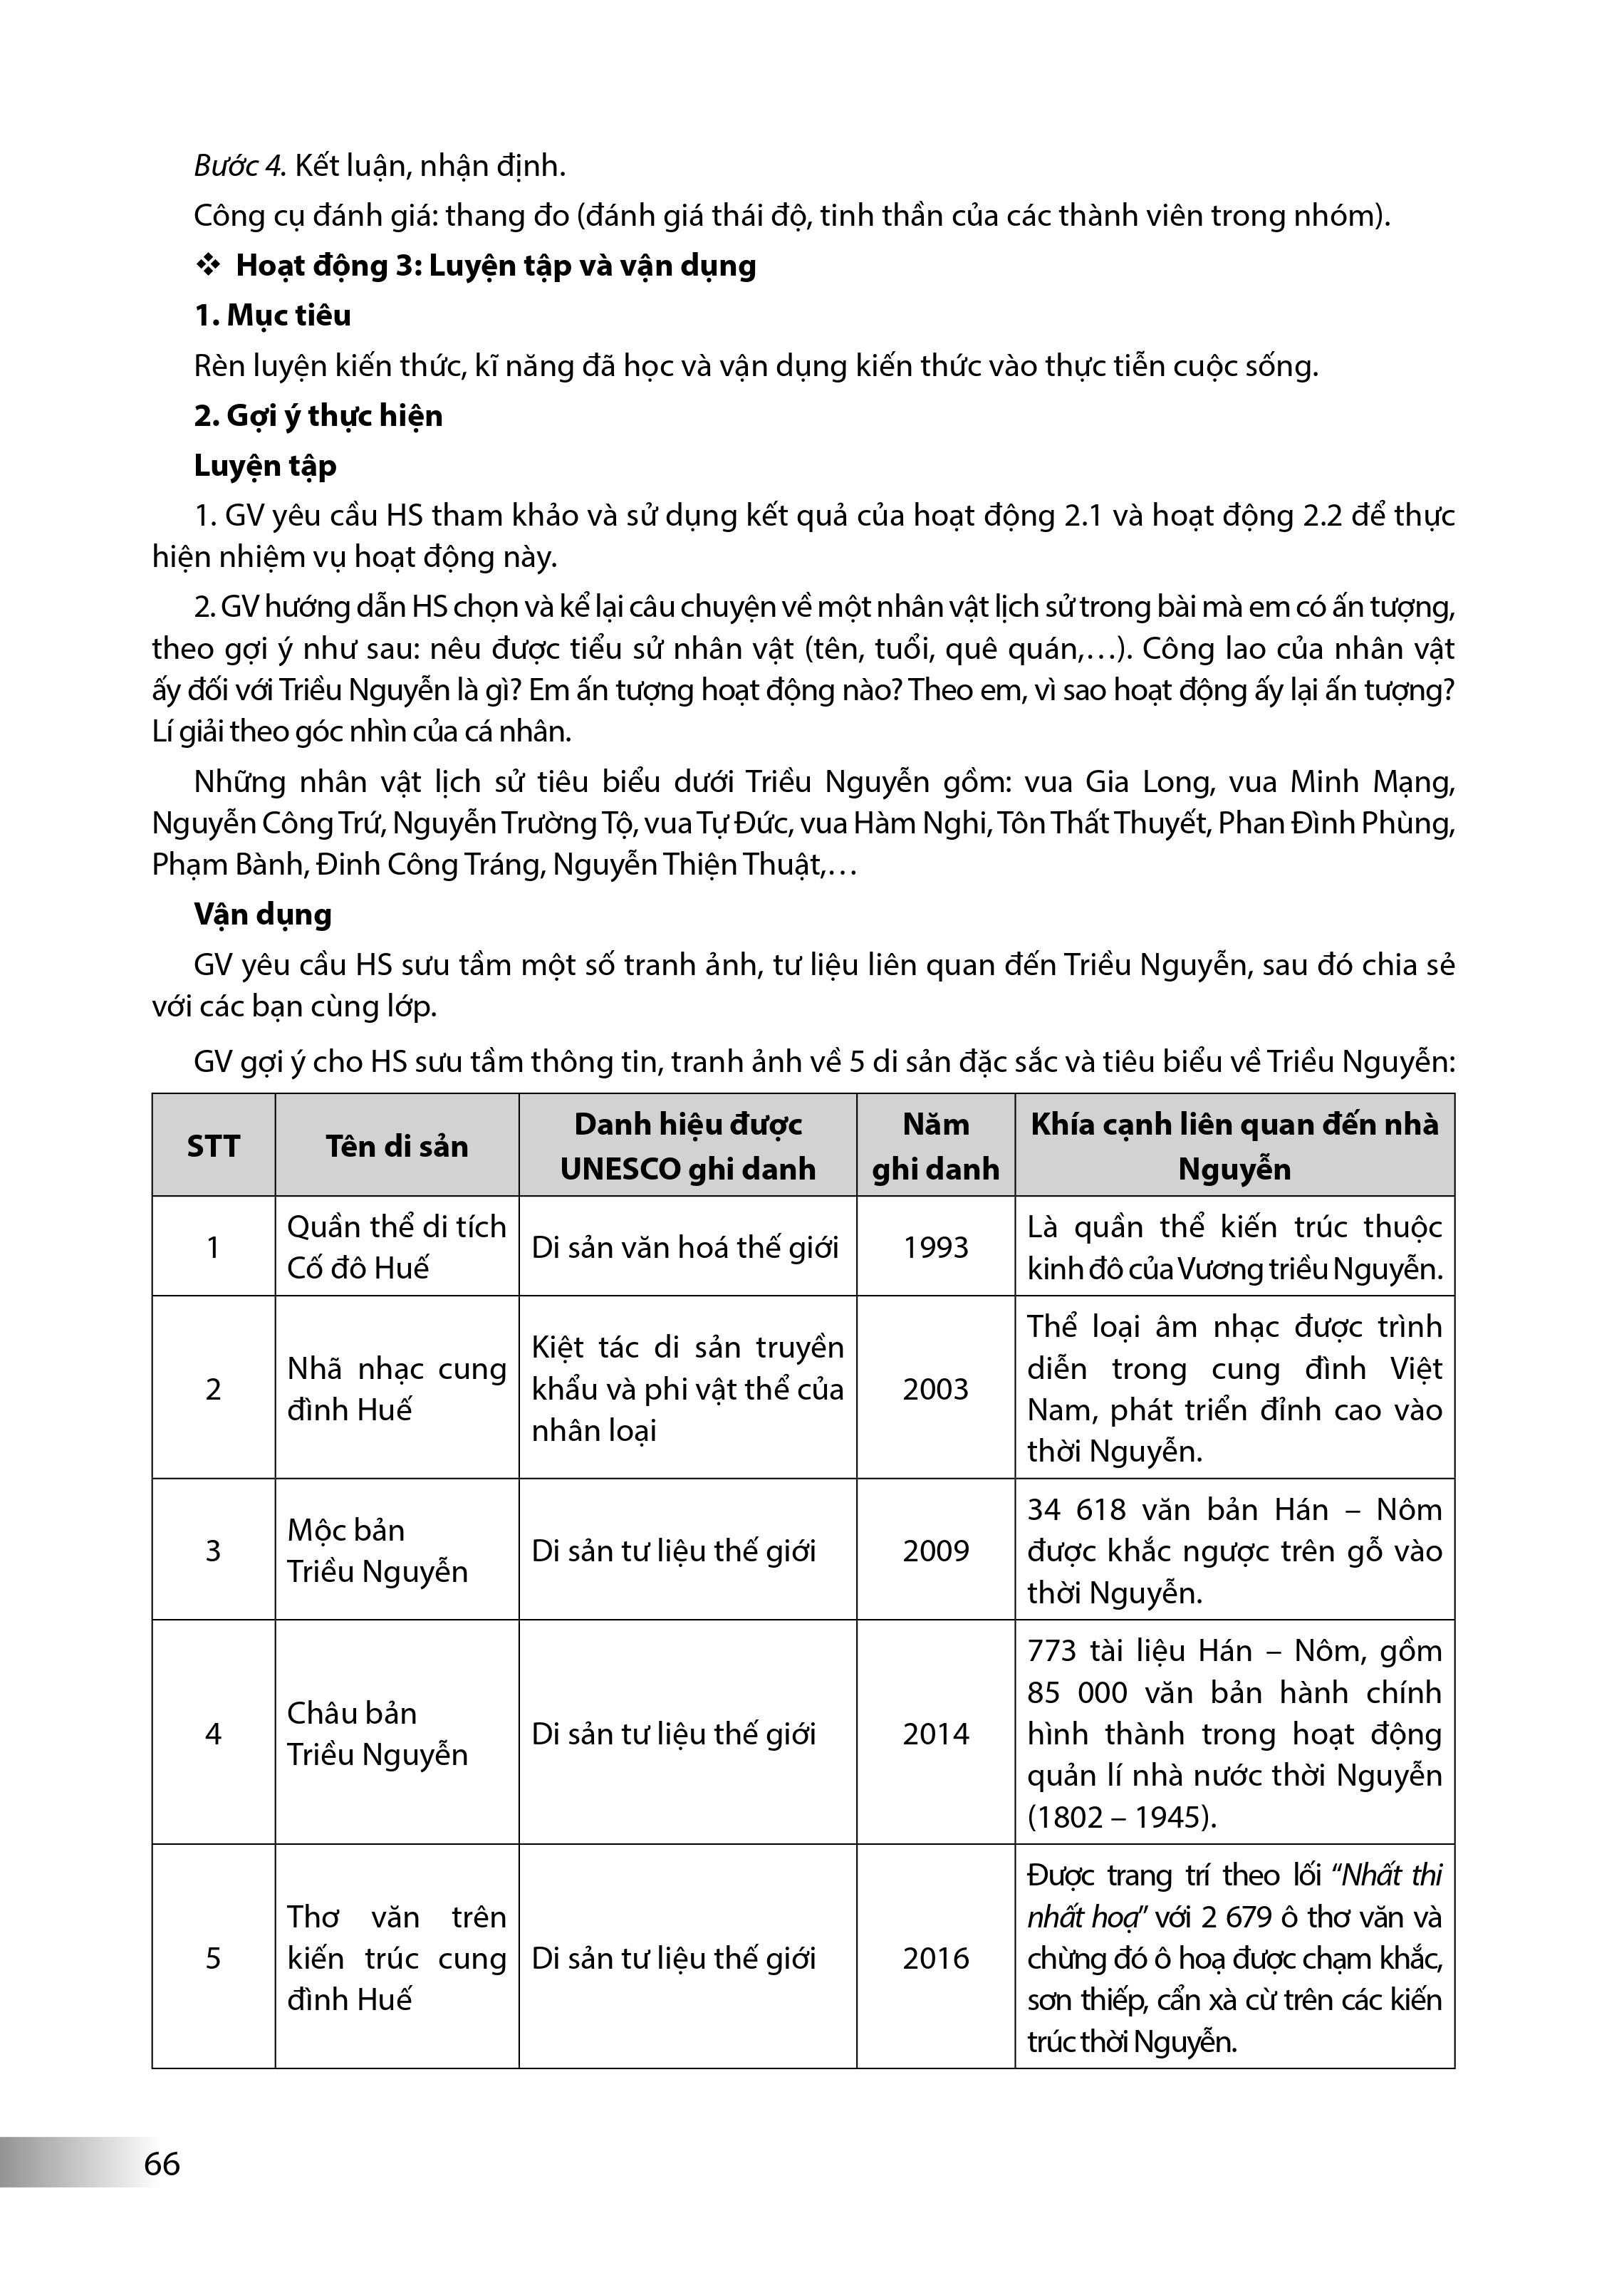 Bước 4. Kết luận, nhận định.
Công cụ đánh giá: thang đo (đánh giá thái độ, tinh thần của các thành viên trong nhóm).
❖ Hoạt động 3: Luyện tập và vận dụng
1. Mục tiêu
Rèn luyện kiến thức, kĩ năng đã học và vận dụng kiến thức vào thực tiễn cuộc sống.
2. Gợi ý thực hiện
Luyện tập
1. GV yêu cầu HS tham khảo và sử dụng kết quả của hoạt động 2.1 và hoạt động 2.2 để thực
hiện nhiệm vụ hoạt động này.
2. GV hướng dẫn HS chọn và kể lại câu chuyện về một nhân vật lịch sử trong bài mà em có ấn tượng,
theo gợi ý như sau: nêu được tiểu sử nhân vật (tên, tuổi, quê quán,…). Công lao của nhân vật
ấy đối với Triều Nguyễn là gì? Em ấn tượng hoạt động nào? Theo em, vì sao hoạt động ấy lại ấn tượng?
Lí giải theo góc nhìn của cá nhân.
Những nhân vật lịch sử tiêu biểu dưới Triều Nguyễn gồm: vua Gia Long, vua Minh Mạng,
Nguyễn Công Trứ, Nguyễn Trường Tộ, vua Tự Đức, vua Hàm Nghi, Tôn Thất Thuyết, Phan Đình Phùng,
Phạm Bành, Đinh Công Tráng, Nguyễn Thiện Thuật,…
Vận dụng
GV yêu cầu HS sưu tầm một số tranh ảnh, tư liệu liên quan đến Triều Nguyễn, sau đó chia sẻ
với các bạn cùng lớp.
GV gợi ý cho HS sưu tầm thông tin, tranh ảnh về 5 di sản đặc sắc và tiêu biểu về Triều Nguyễn:
STT
Tên di sản
Danh hiệu được
UNESCO ghi danh
Năm
ghi danh
Khía cạnh liên quan đến nhà
Nguyễn
1
Quần thể di tích
Cố đô Huế
Di sản văn hoá thế giới
1993
Là quần thể kiến trúc thuộc
kinh đô của Vương triều Nguyễn.
2
Nhã nhạc cung
đình Huế
Kiệt tác di sản truyền
khẩu và phi vật thể của
nhân loại
2003
Thể loại âm nhạc được trình
diễn trong cung đình Việt
Nam, phát triển đỉnh cao vào
thời Nguyễn.
3
Mộc bản
Triều Nguyễn
Di sản tư liệu thế giới
2009
34 618 văn bản Hán – Nôm
được khắc ngược trên gỗ vào
thời Nguyễn.
4
Châu bản
Triều Nguyễn
Di sản tư liệu thế giới
2014
773 tài liệu Hán – Nôm, gồm
85 000 văn bản hành chính
hình thành trong hoạt động
quản lí nhà nước thời Nguyễn
(1802 – 1945).
5
Thơ văn trên
kiến trúc cung
đình Huế
Di sản tư liệu thế giới
2016
Được trang trí theo lối “Nhất thi
nhất hoạ” với 2 679 ô thơ văn và
chừng đó ô hoạ được chạm khắc,
sơn thiếp, cẩn xà cừ trên các kiến
trúc thời Nguyễn.
66